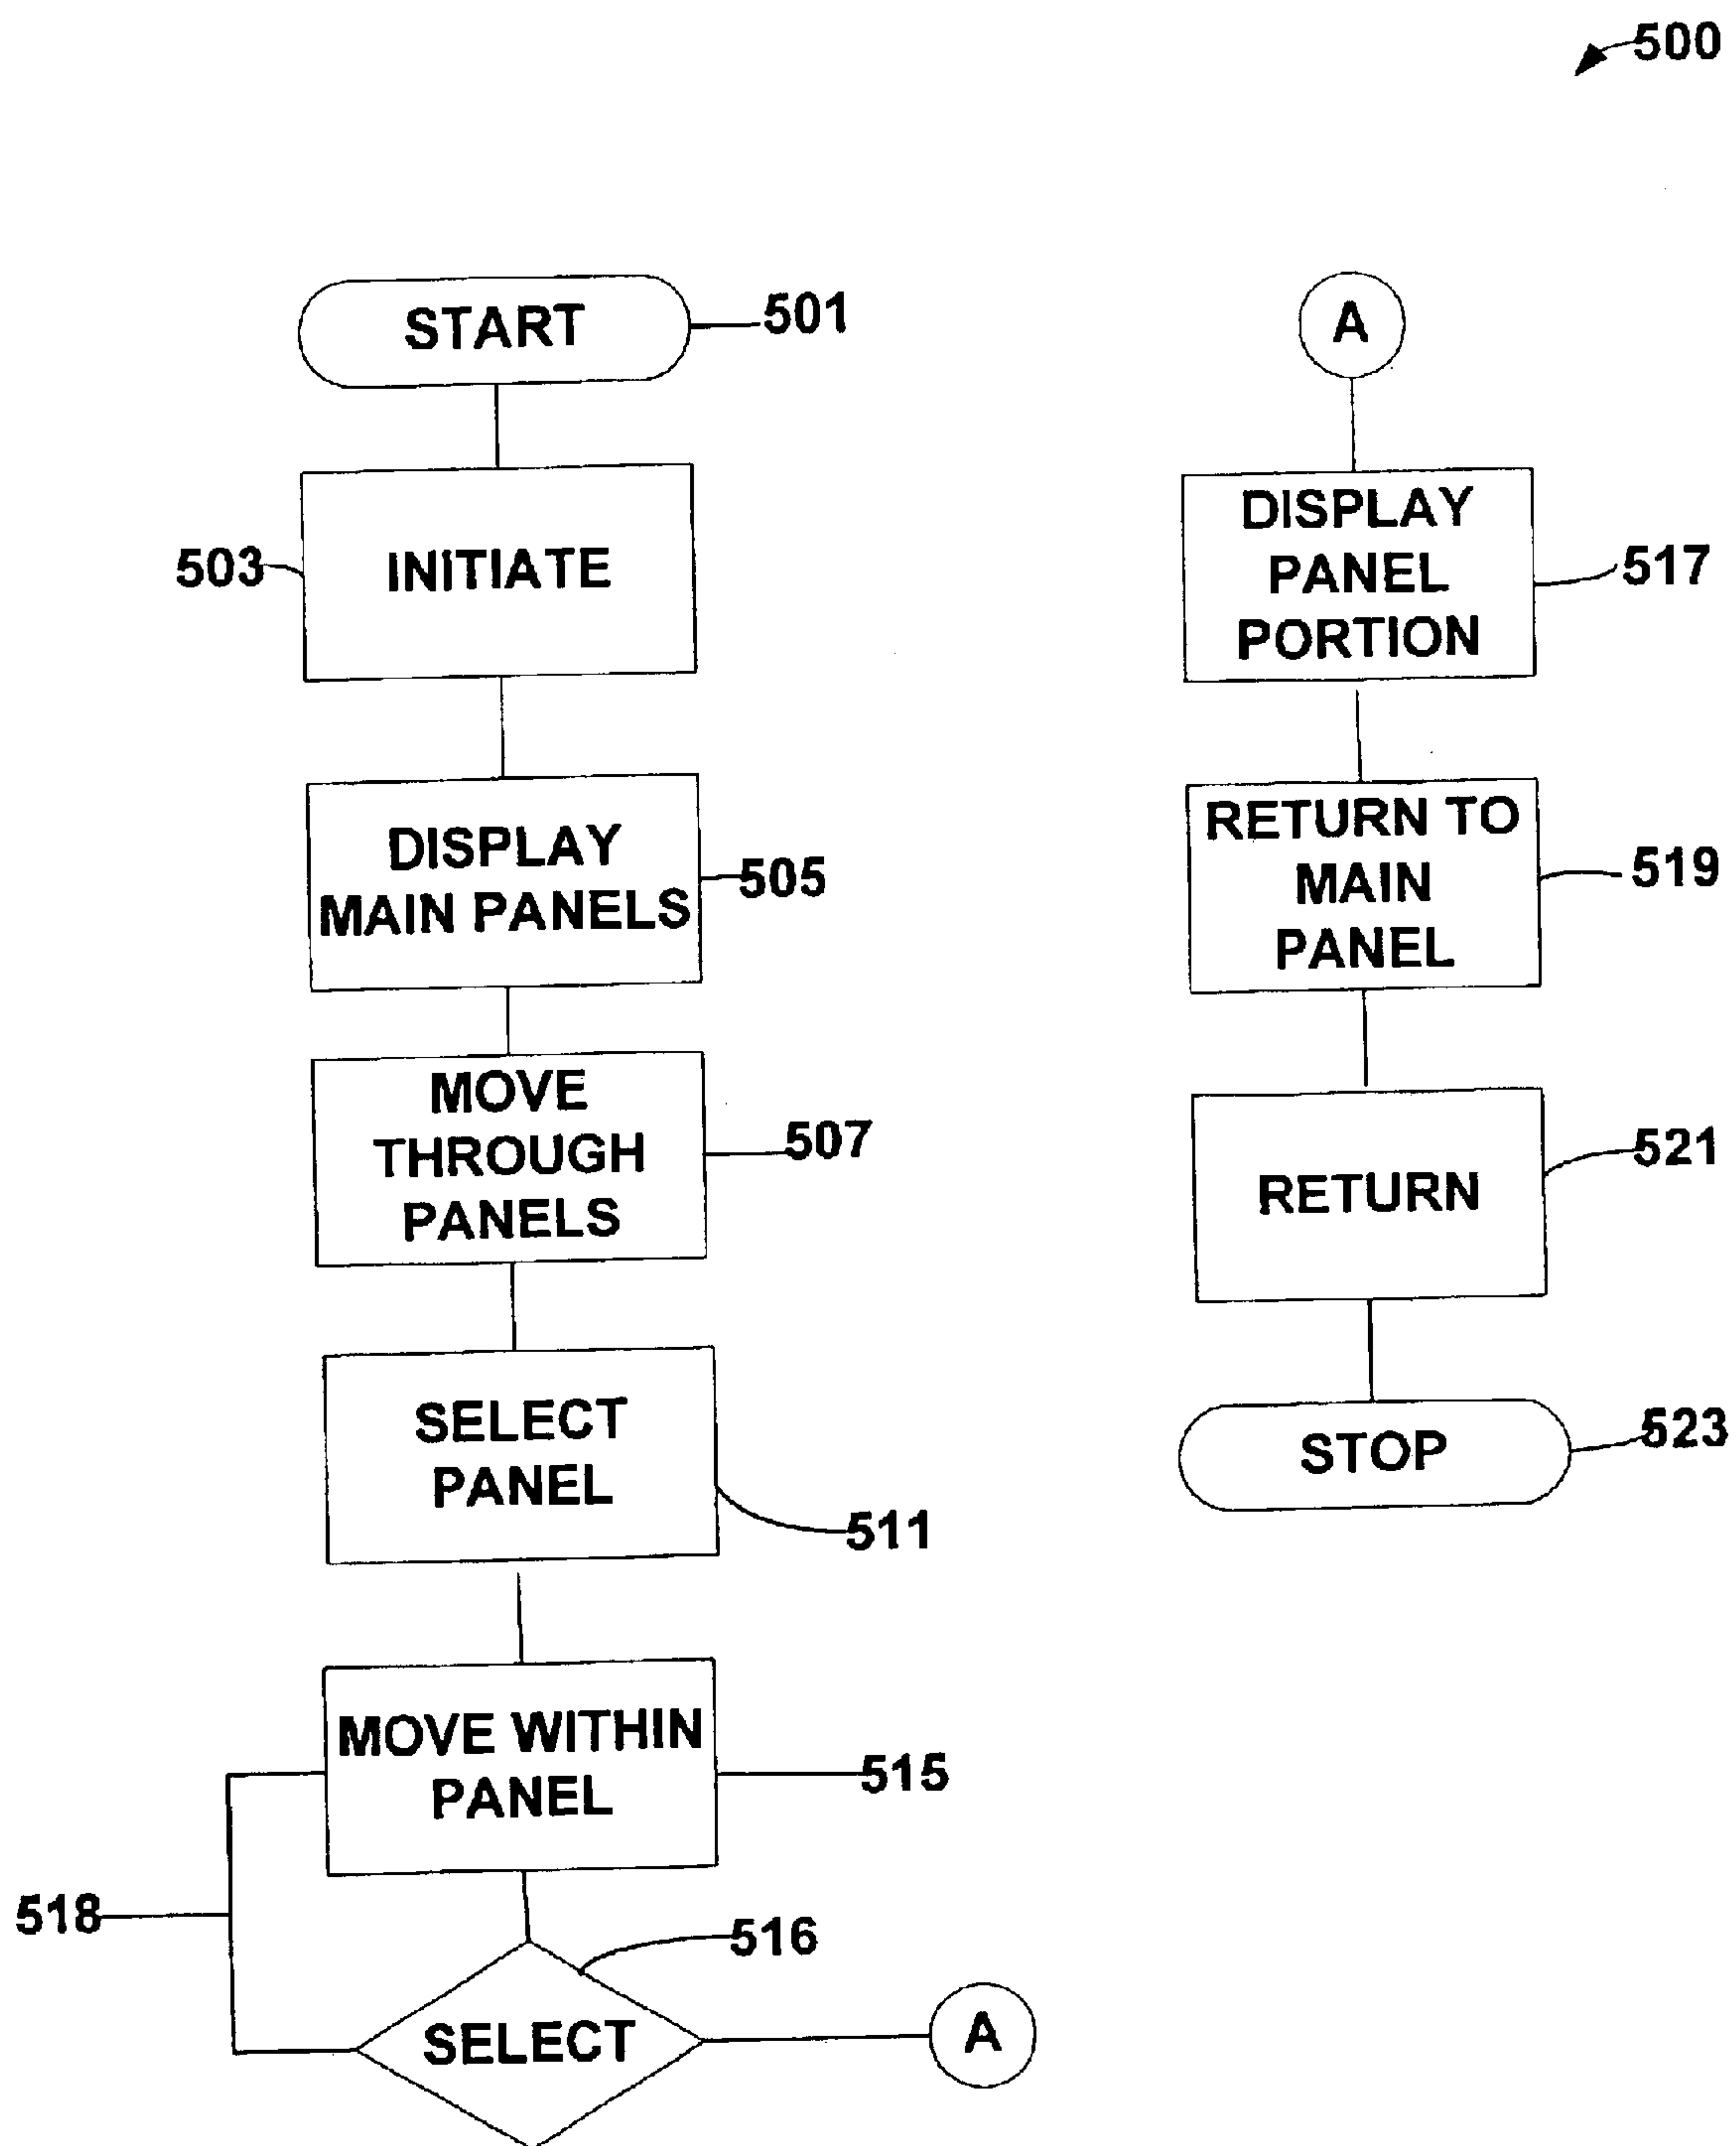 500
START
501
INITIATE
503
DISPLAY
MAIN PANELS
505
MOVE
THROUGH
PANELS
507
SELECT
PANEL
511
MOVE WITHIN
PANEL
515
518
516
SELECT
A
A
DISPLAY
PANEL
PORTION
517
RETURN TO
MAIN
PANEL
519
RETURN
521
STOP
523